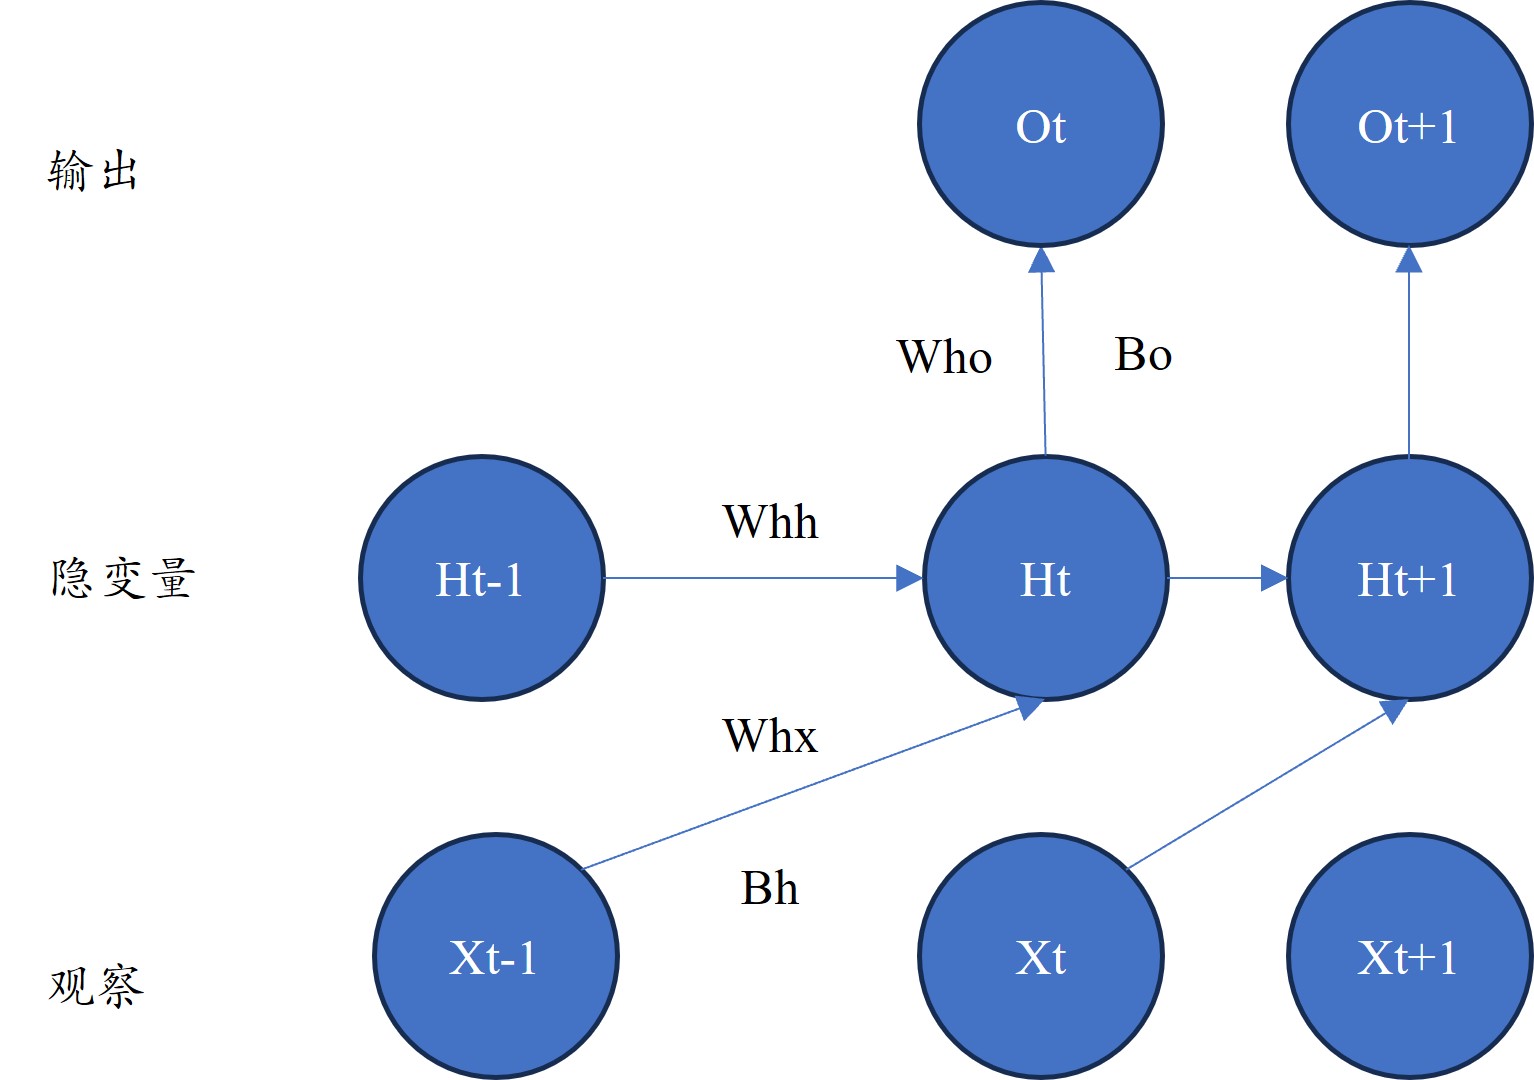 输出
Ot
Ot+1
Who
Bo
隐变量
Ht-1
Whh
Ht
Ht+1
Whx
Bh
观察
Xt-1
Xt
Xt+1